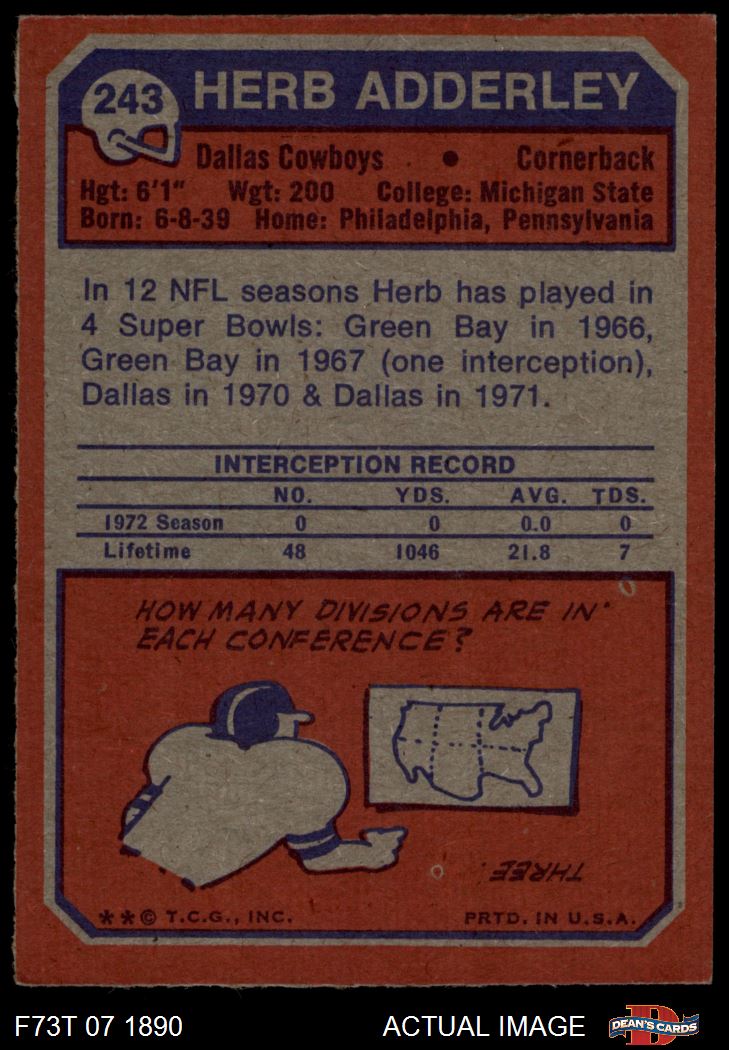 243
HERB ADDERLEY
Dallas Cowboys • Cornerback
Hgt: 6'1" Wgt: 200 College: Michigan State
Born: 6-8-39 Home: Philadelphia, Pennsylvania
In 12 NFL seasons Herb has played in
4 Super Bowls: Green Bay in 1966,
Green Bay in 1967 (one interception),
Dallas in 1970 & Dallas in 1971.
INTERCEPTION RECORD
NO. YDS. AVG. TDS.
1972 Season 0 0 0.0 0
Lifetime 48 1046 21.8 7
HOW MANY DIVISIONS ARE IN
EACH CONFERENCE?
THREE.
**© T.C.G., INC. PRTD. IN U.S.A.
F73T 07 1890 ACTUAL IMAGE
D
DEAN'S CARDS